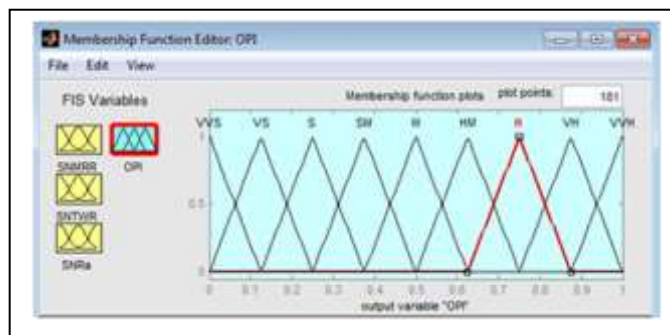 Membership Function Editor: OPI
File Edit View
FIS Variables
Membership function plots plot points: 181
SNMRR
OPI
SNTWR
SNRa
VVS VS S SM M HM H VH VVH
1
0.5
0
0 0.1 0.2 0.3 0.4 0.5 0.6 0.7 0.8 0.9 1
output variable "OPI"